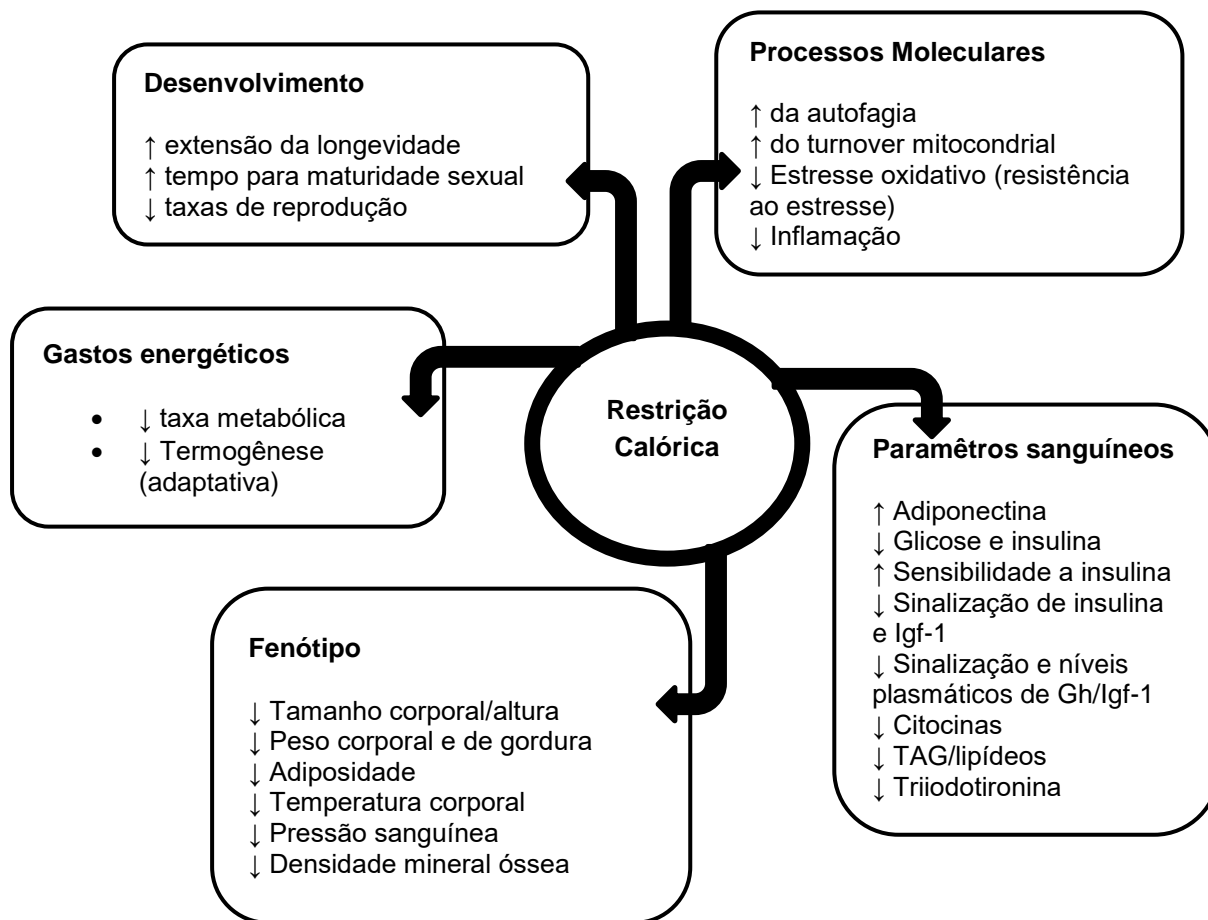 Desenvolvimento
↑ extensão da longevidade
↑ tempo para maturidade sexual
↓ taxas de reprodução
Processos Moleculares
↑ da autofagia
↑ do turnover mitocondrial
↓ Estresse oxidativo (resistência
ao estresse)
↓ Inflamação
Gastos energéticos
• ↓ taxa metabólica
• ↓ Termogênese
(adaptativa)
Restrição
Calórica
Paramêtros sanguíneos
↑ Adiponectina
↓ Glicose e insulina
↑ Sensibilidade a insulina
↓ Sinalização de insulina
e Igf-1
↓ Sinalização e níveis
plasmáticos de Gh/Igf-1
↓ Citocinas
↓ TAG/lipídeos
↓ Triiodotironina
Fenótipo
↓ Tamanho corporal/altura
↓ Peso corporal e de gordura
↓ Adiposidade
↓ Temperatura corporal
↓ Pressão sanguínea
↓ Densidade mineral óssea